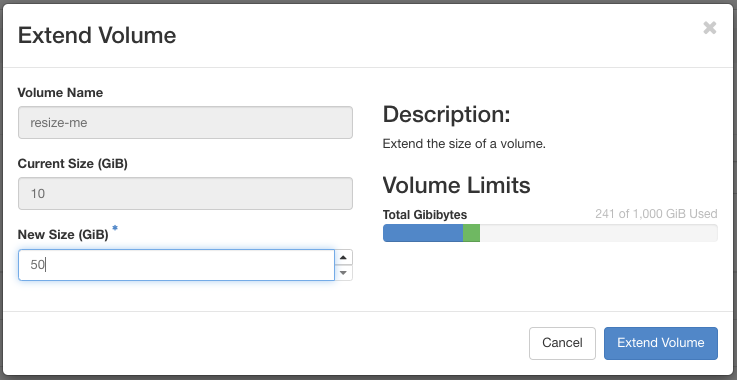 Extend Volume
×
Volume Name
resize-me
Current Size (GiB)
10
New Size (GiB) *
50
Description:
Extend the size of a volume.
Volume Limits
Total Gibibytes 241 of 1,000 GiB Used
Cancel
Extend Volume